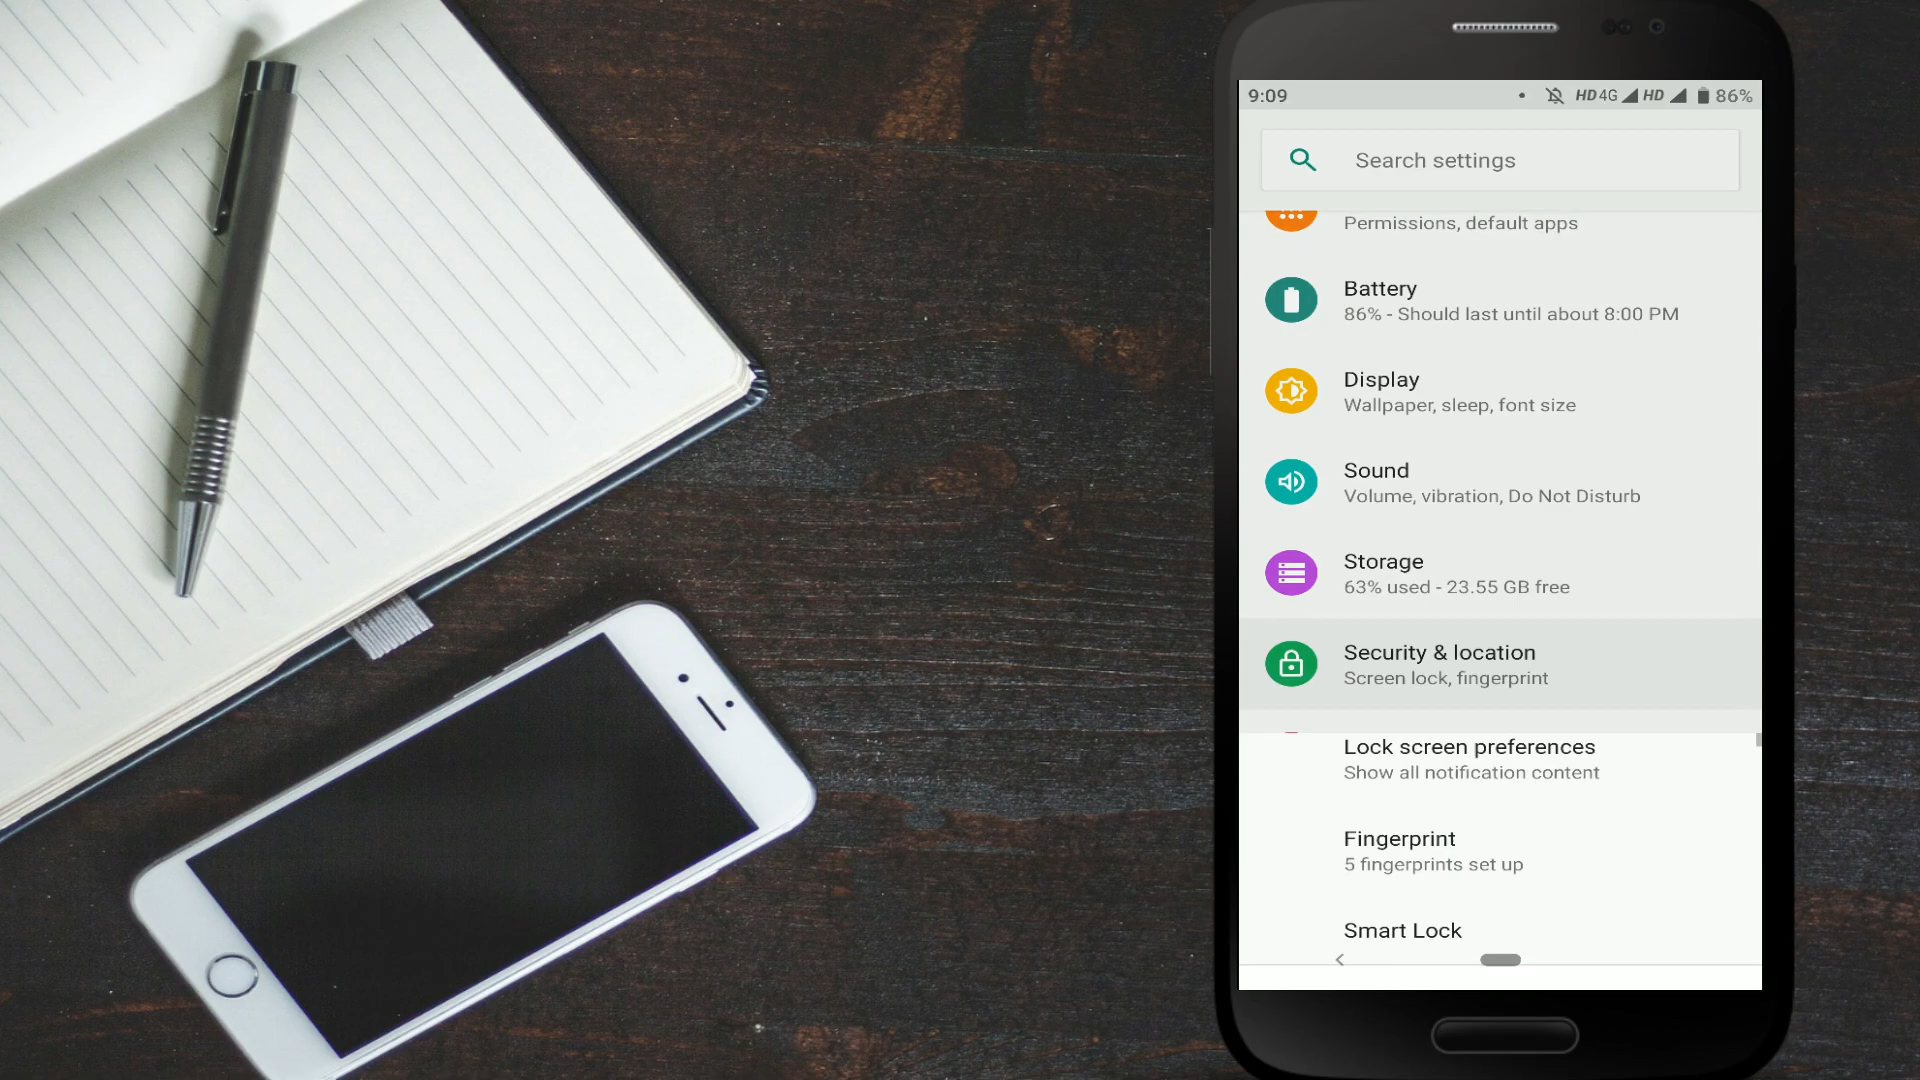 9:09
HD 4G HD 86%
Search settings
Permissions, default apps
Battery
86% - Should last until about 8:00 PM
Display
Wallpaper, sleep, font size
Sound
Volume, vibration, Do Not Disturb
Storage
63% used - 23.55 GB free
Security & location
Screen lock, fingerprint
Lock screen preferences
Show all notification content
Fingerprint
5 fingerprints set up
Smart Lock